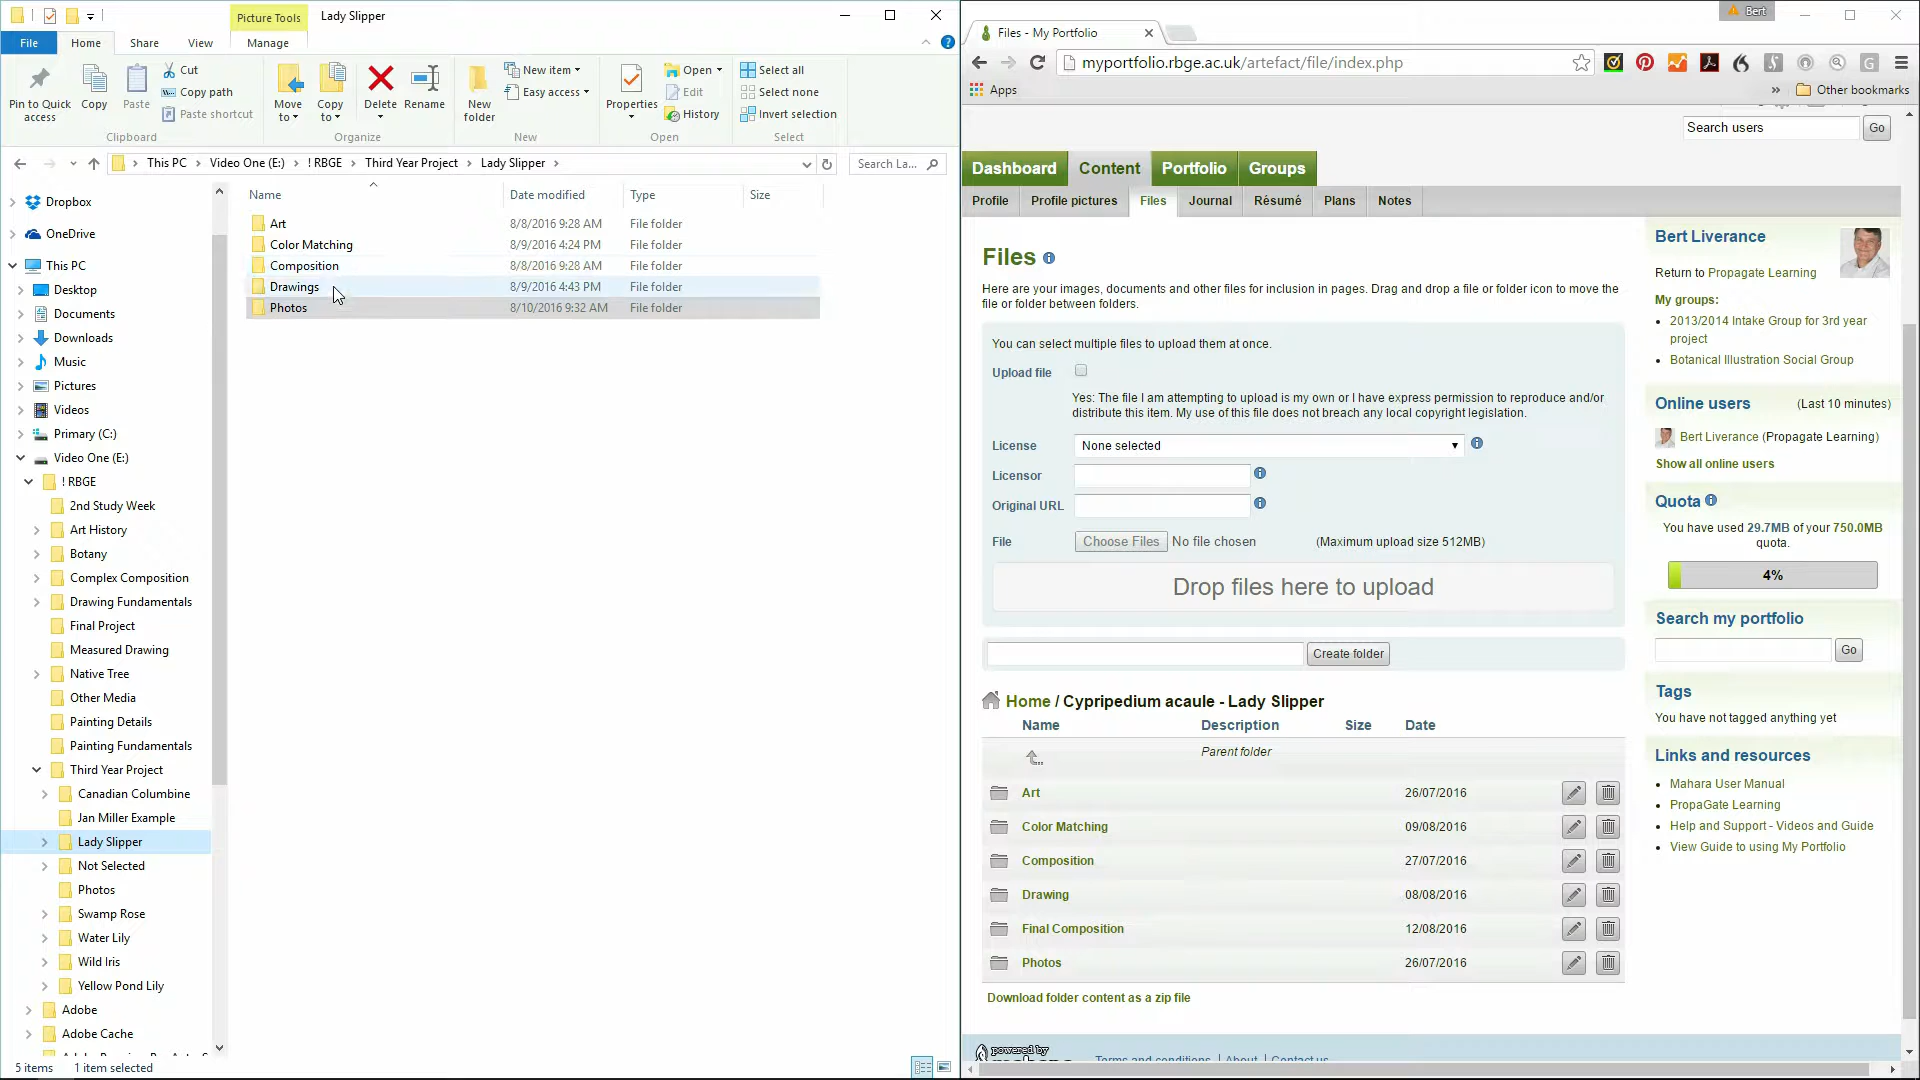 Picture Tools
Lady Slipper
File
Home
Share
View
Manage
Pin to Quick access
Copy
Paste
Cut
Copy path
Paste shortcut
Clipboard
Move to
Copy to
Delete
Rename
Organize
New folder
New item
Easy access
New
Properties
Open
Edit
History
Open
Select all
Select none
Invert selection
Select
This PC > Video One (E:) > ! RBGE > Third Year Project > Lady Slipper >
Search La...
Dropbox
OneDrive
This PC
Desktop
Documents
Downloads
Music
Pictures
Videos
Primary (C:)
Video One (E:)
! RBGE
2nd Study Week
Art History
Botany
Complex Composition
Drawing Fundamentals
Final Project
Measured Drawing
Native Tree
Other Media
Painting Details
Painting Fundamentals
Third Year Project
Canadian Columbine
Jan Miller Example
Lady Slipper
Not Selected
Photos
Swamp Rose
Water Lily
Wild Iris
Yellow Pond Lily
Adobe
Adobe Cache
Name Date modified Type Size
Art 8/8/2016 9:28 AM File folder
Color Matching 8/9/2016 4:24 PM File folder
Composition 8/8/2016 9:28 AM File folder
Drawings 8/9/2016 4:43 PM File folder
Photos 8/10/2016 9:32 AM File folder
5 items 1 item selected
Bert
Files - My Portfolio
myportfolio.rbge.ac.uk/artefact/file/index.php
Apps
» Other bookmarks
Search users Go
Dashboard Content Portfolio Groups
Profile Profile pictures Files Journal Résumé Plans Notes
Files
Here are your images, documents and other files for inclusion in pages. Drag and drop a file or folder icon to move the
file or folder between folders.
You can select multiple files to upload them at once.
Upload file
Yes: The file I am attempting to upload is my own or I have express permission to reproduce and/or
distribute this item. My use of this file does not breach any local copyright legislation.
License None selected
Licensor
Original URL
File Choose Files No file chosen (Maximum upload size 512MB)
Drop files here to upload
Create folder
Home / Cypripedium acaule - Lady Slipper
Name Description Size Date
Parent folder
Art 26/07/2016
Color Matching 09/08/2016
Composition 27/07/2016
Drawing 08/08/2016
Final Composition 12/08/2016
Photos 26/07/2016
Download folder content as a zip file
powered by
Terms and conditions | About | Contact us
Bert Liverance
Return to Propagate Learning
My groups:
2013/2014 Intake Group for 3rd year
project
Botanical Illustration Social Group
Online users (Last 10 minutes)
Bert Liverance (Propagate Learning)
Show all online users
Quota
You have used 29.7MB of your 750.0MB
quota.
4%
Search my portfolio
Go
Tags
You have not tagged anything yet
Links and resources
Mahara User Manual
PropaGate Learning
Help and Support - Videos and Guide
View Guide to using My Portfolio